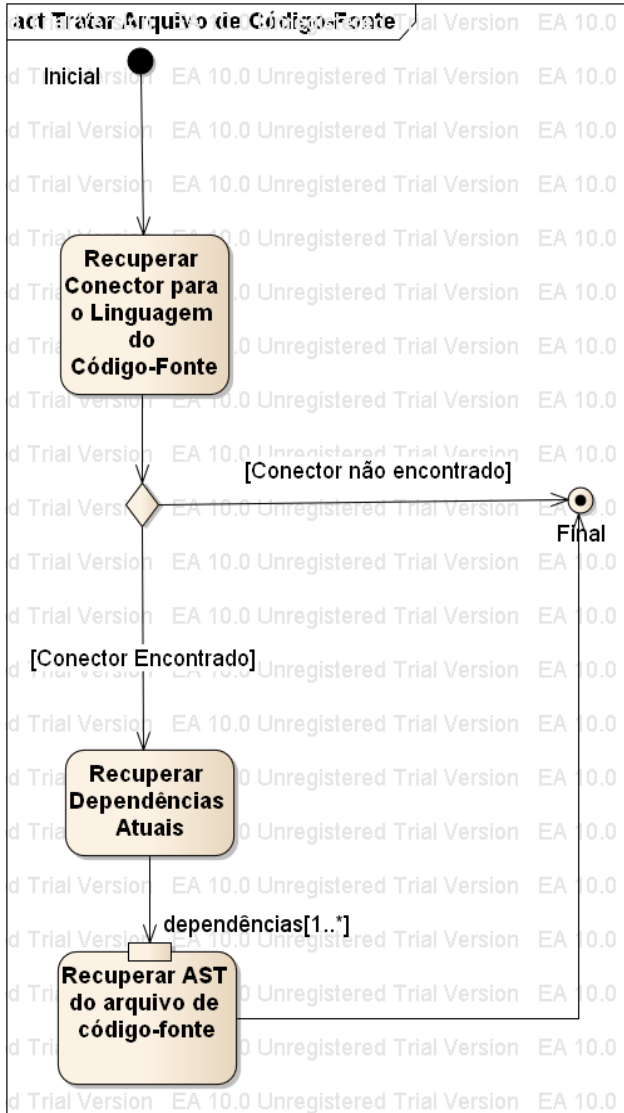 act Tratar Arquivo de Código-Fonte
Inicial
Recuperar
Conector para
o Linguagem
do
Código-Fonte
[Conector não encontrado]
Final
[Conector Encontrado]
Recuperar
Dependências
Atuais
dependências[1..*]
Recuperar AST
do arquivo de
código-fonte
EA 10.0 Unregistered Trial Version